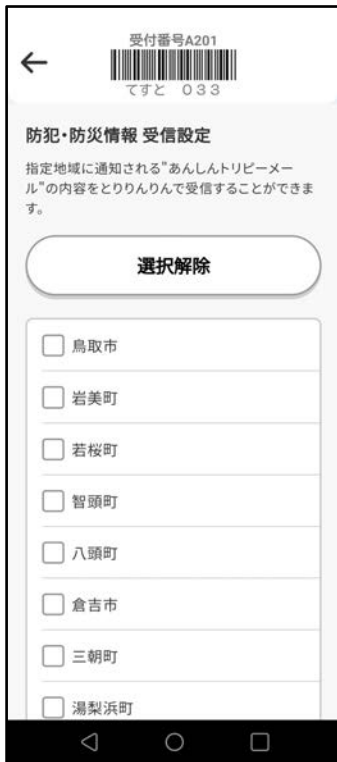 受付番号A201
てすと　０３３
防犯・防災情報 受信設定
指定地域に通知される"あんしんトリピーメー
ル"の内容をとりりんりんで受信することができま
す。
選択解除
鳥取市
岩美町
若桜町
智頭町
八頭町
倉吉市
三朝町
湯梨浜町